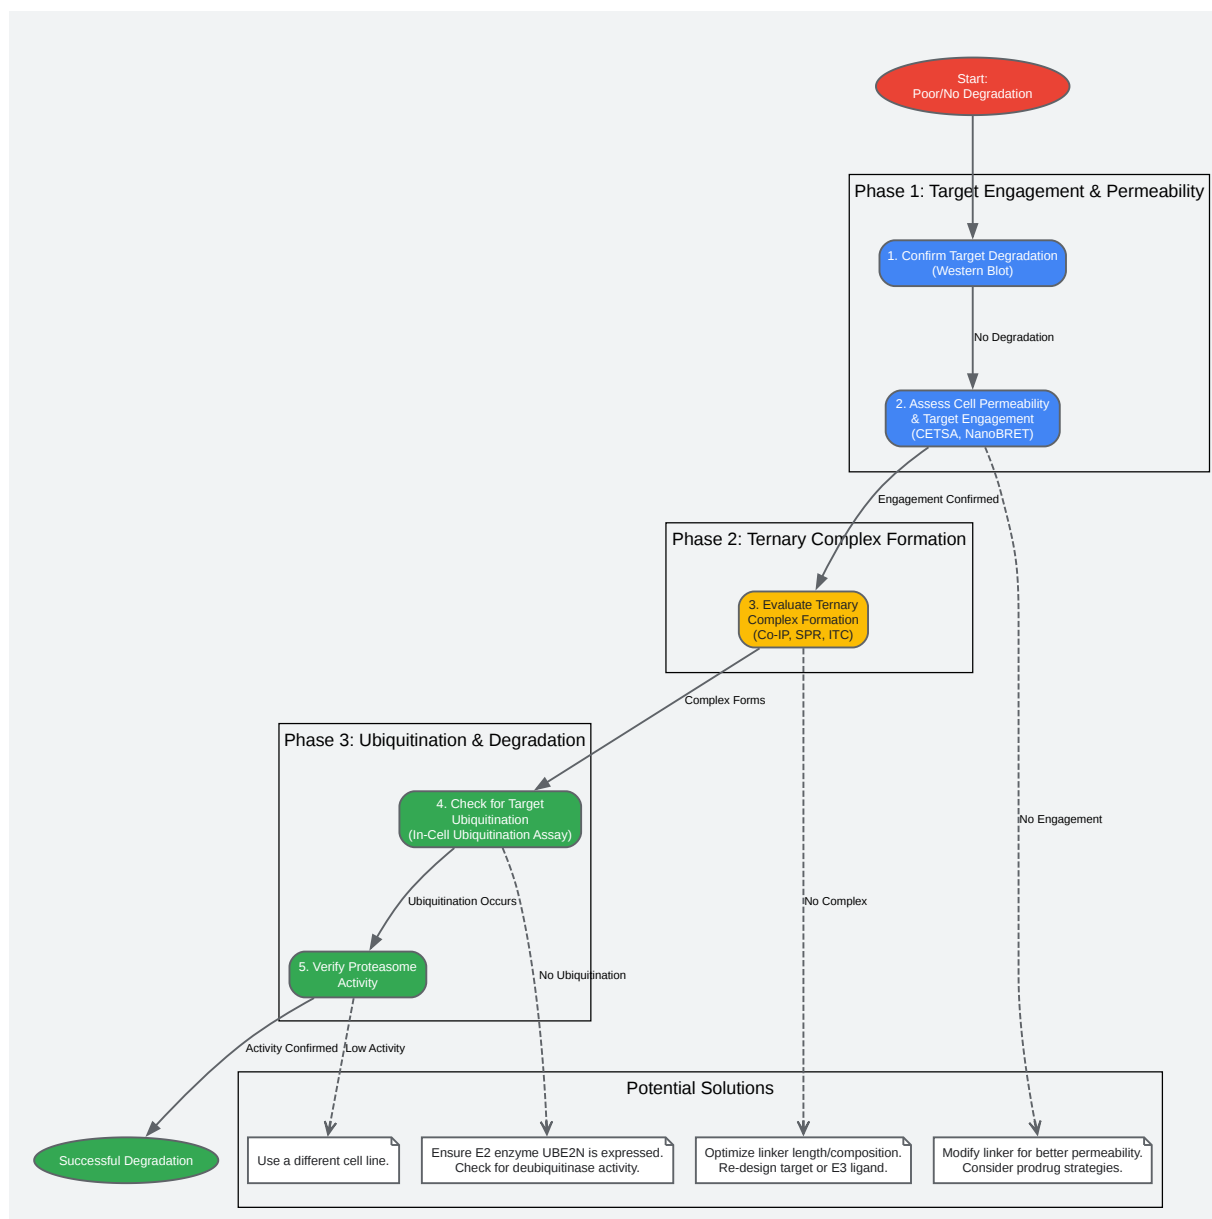 Start:
Poor/No Degradation
Phase 1: Target Engagement & Permeability
1. Confirm Target Degradation
(Western Blot)
No Degradation
2. Assess Cell Permeability
& Target Engagement
(CETSA, NanoBRET)
Engagement Confirmed
Phase 2: Ternary Complex Formation
3. Evaluate Ternary
Complex Formation
(Co-IP, SPR, ITC)
Complex Forms
Phase 3: Ubiquitination & Degradation
4. Check for Target
Ubiquitination
(In-Cell Ubiquitination Assay)
No Engagement
Ubiquitination Occurs
No Complex
5. Verify Proteasome
Activity
No Ubiquitination
Activity Confirmed
Low Activity
Potential Solutions
Successful Degradation
Use a different cell line.
Ensure E2 enzyme UBE2N is expressed.
Check for deubiquitinase activity.
Optimize linker length/composition.
Re-design target or E3 ligand.
Modify linker for better permeability.
Consider prodrug strategies.